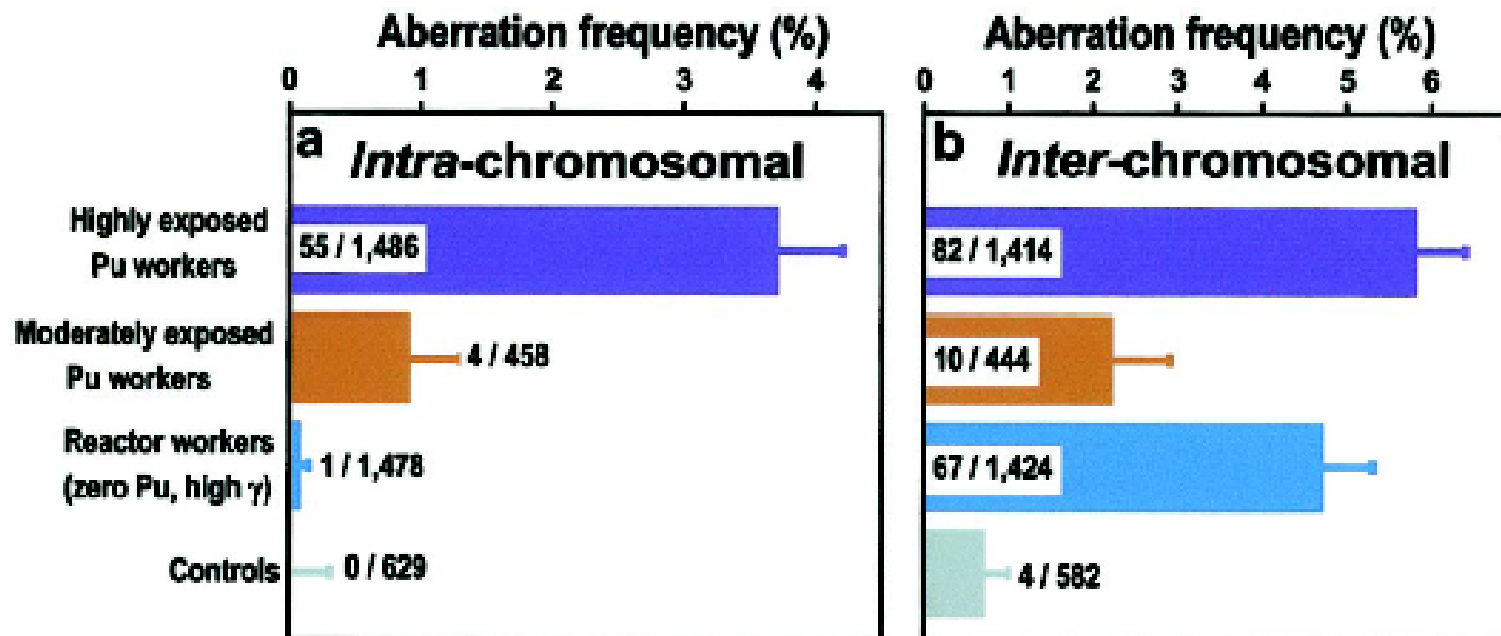 Aberration frequency (%)
0 1 2 3 4
a Intra-chromosomal
Highly exposed
Pu workers
55 / 1,486
Moderately exposed
Pu workers
4 / 458
Reactor workers
(zero Pu, high γ)
1 / 1,478
Controls
0 / 629
Aberration frequency (%)
0 1 2 3 4 5 6
b Inter-chromosomal
82 / 1,414
10 / 444
67 / 1,424
4 / 582